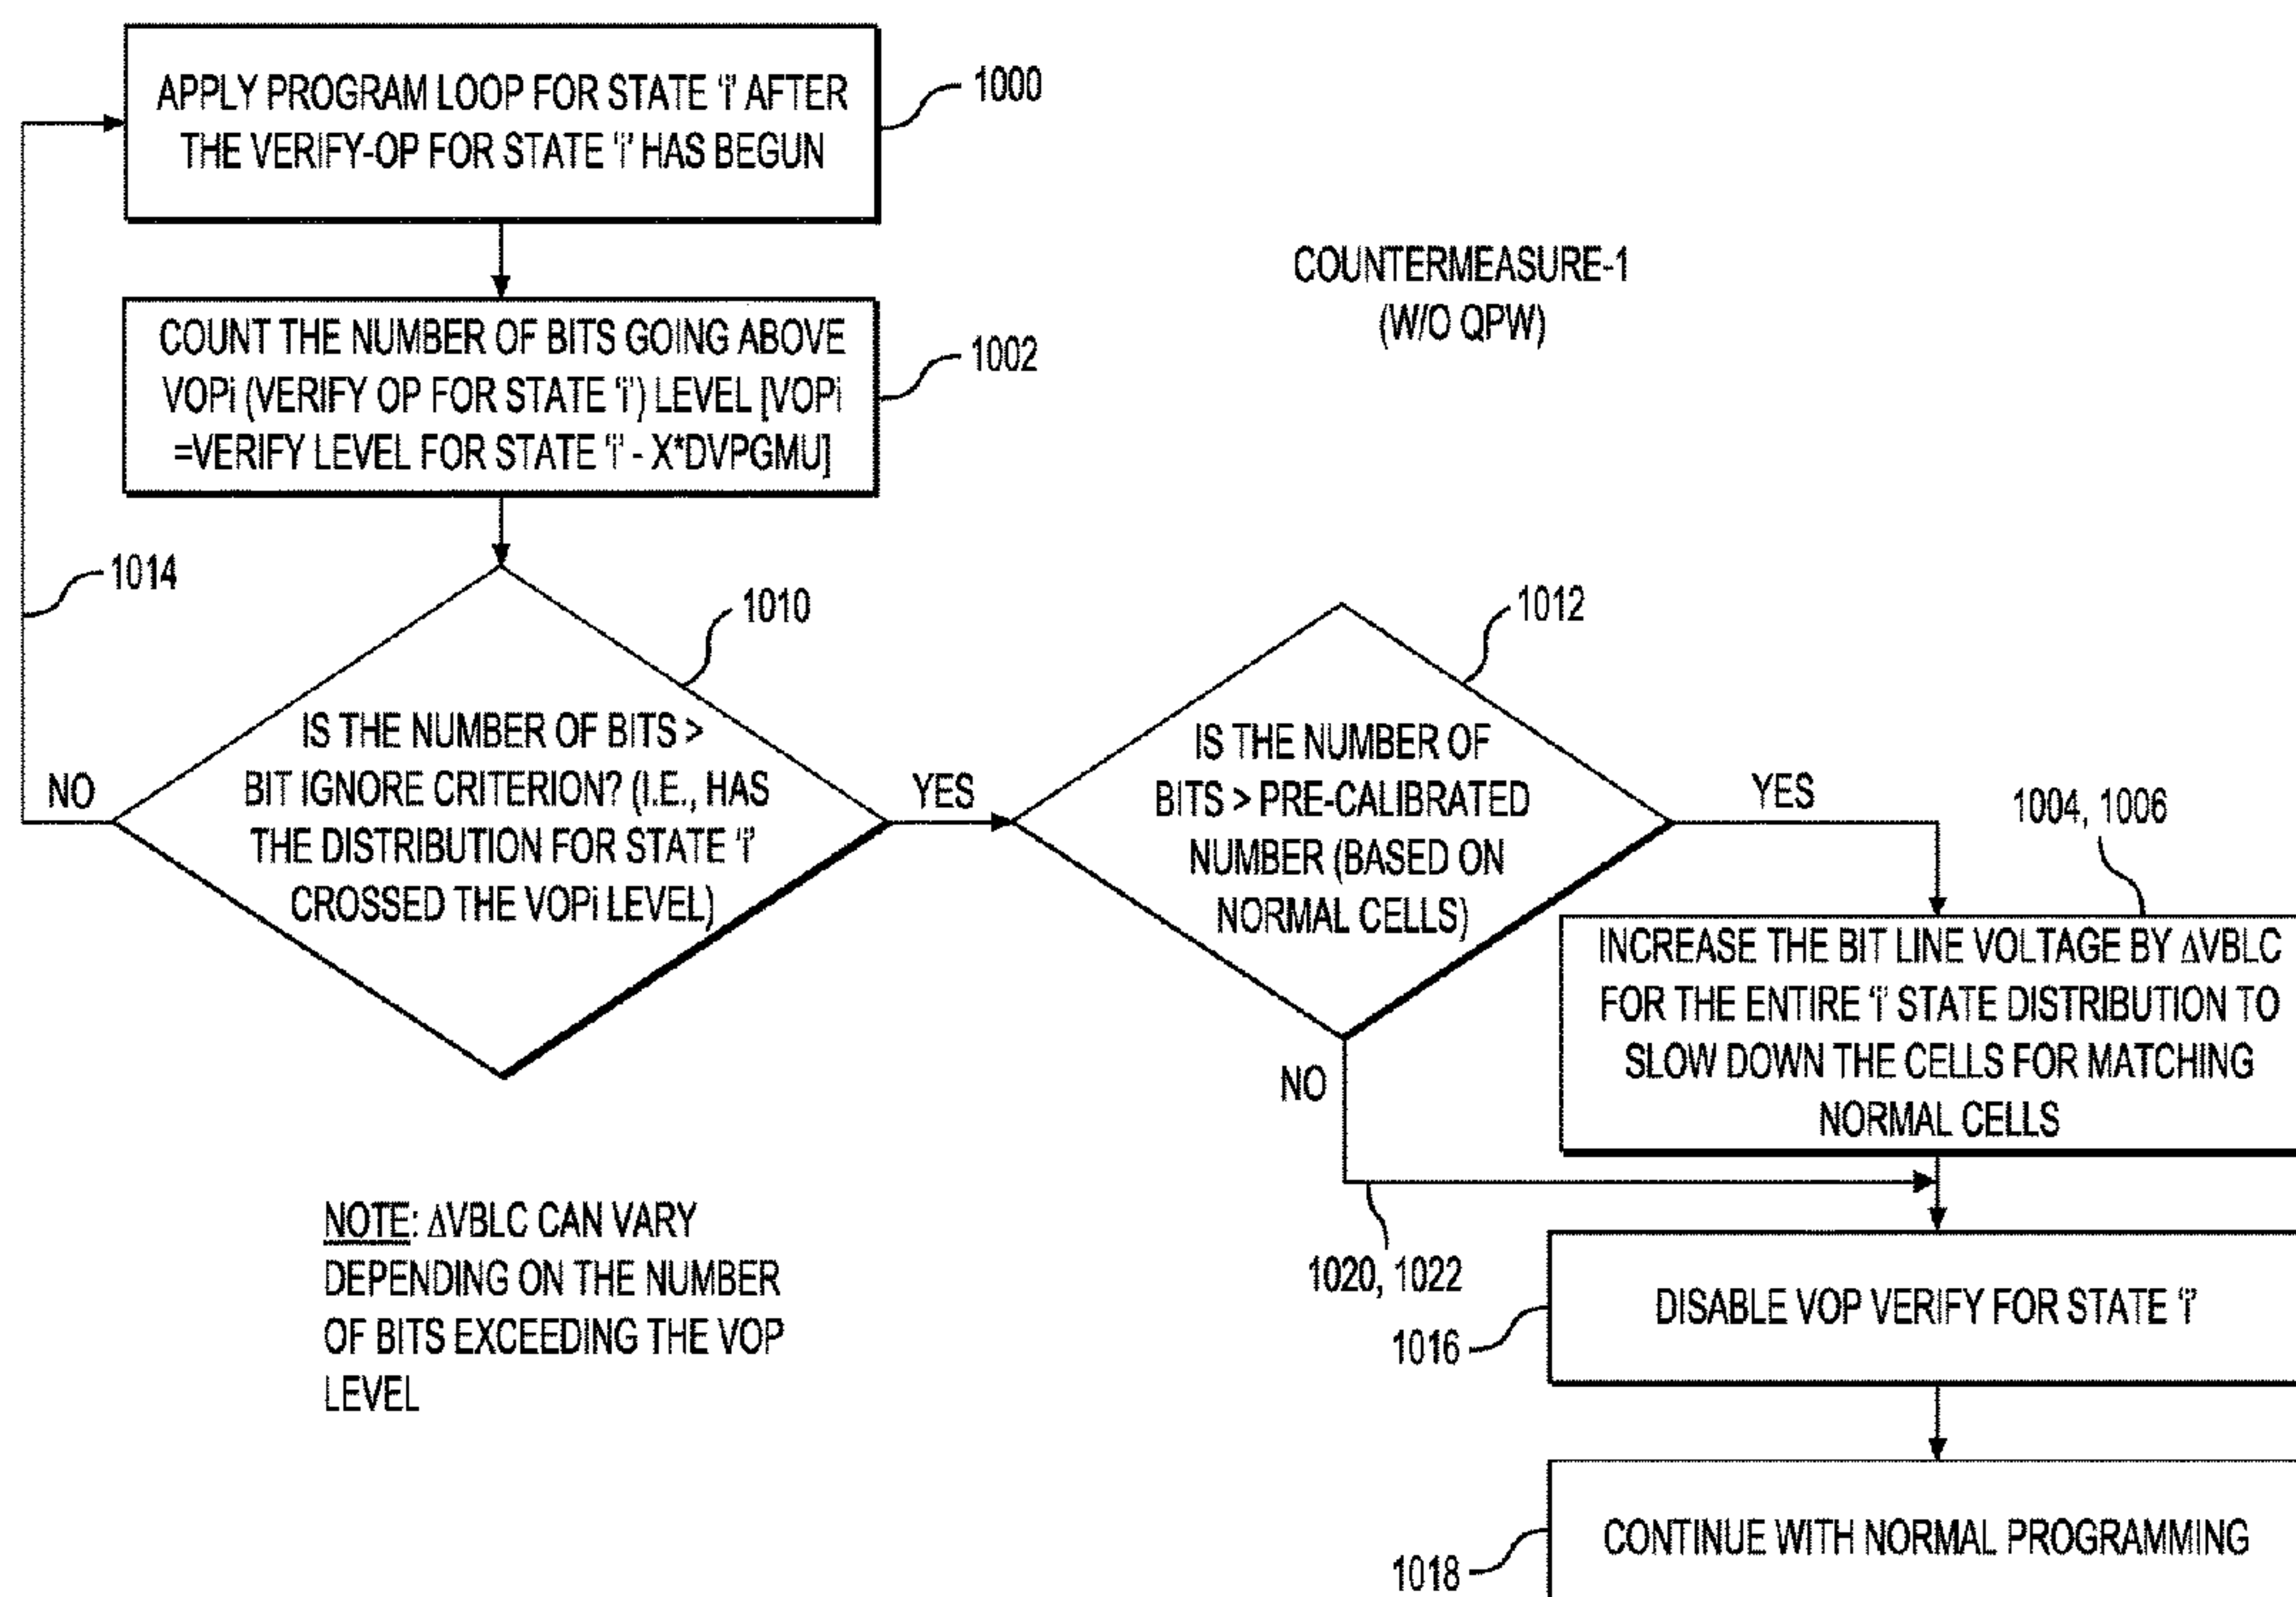 APPLY PROGRAM LOOP FOR STATE 'i' AFTER
THE VERIFY-OP FOR STATE 'i' HAS BEGUN
1000
COUNTERMEASURE-1
(W/O QPW)
COUNT THE NUMBER OF BITS GOING ABOVE
VOPi (VERIFY OP FOR STATE 'i') LEVEL [VOPi
=VERIFY LEVEL FOR STATE 'i' - X*DVPGMU]
1002
1014
1010
IS THE NUMBER OF BITS >
BIT IGNORE CRITERION? (I.E., HAS
THE DISTRIBUTION FOR STATE 'i'
CROSSED THE VOPi LEVEL)
NO
YES
1012
IS THE NUMBER OF
BITS > PRE-CALIBRATED
NUMBER (BASED ON
NORMAL CELLS)
YES
NO
1004, 1006
INCREASE THE BIT LINE VOLTAGE BY ΔVBLC
FOR THE ENTIRE 'i' STATE DISTRIBUTION TO
SLOW DOWN THE CELLS FOR MATCHING
NORMAL CELLS
1020, 1022
NOTE: ΔVBLC CAN VARY
DEPENDING ON THE NUMBER
OF BITS EXCEEDING THE VOP
LEVEL
DISABLE VOP VERIFY FOR STATE 'i'
1016
CONTINUE WITH NORMAL PROGRAMMING
1018